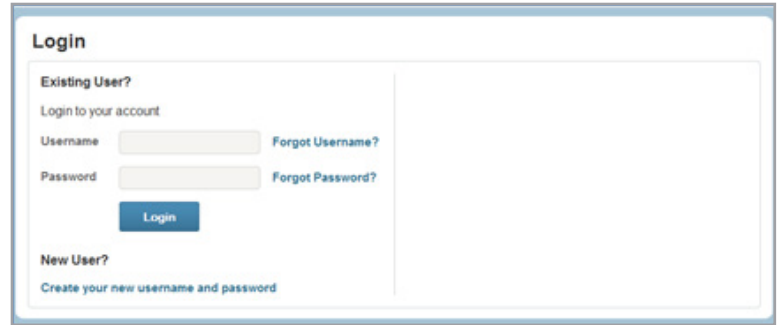 Login
Existing User?
Login to your account
Username Forgot Username?
Password Forgot Password?
Login
New User?
Create your new username and password